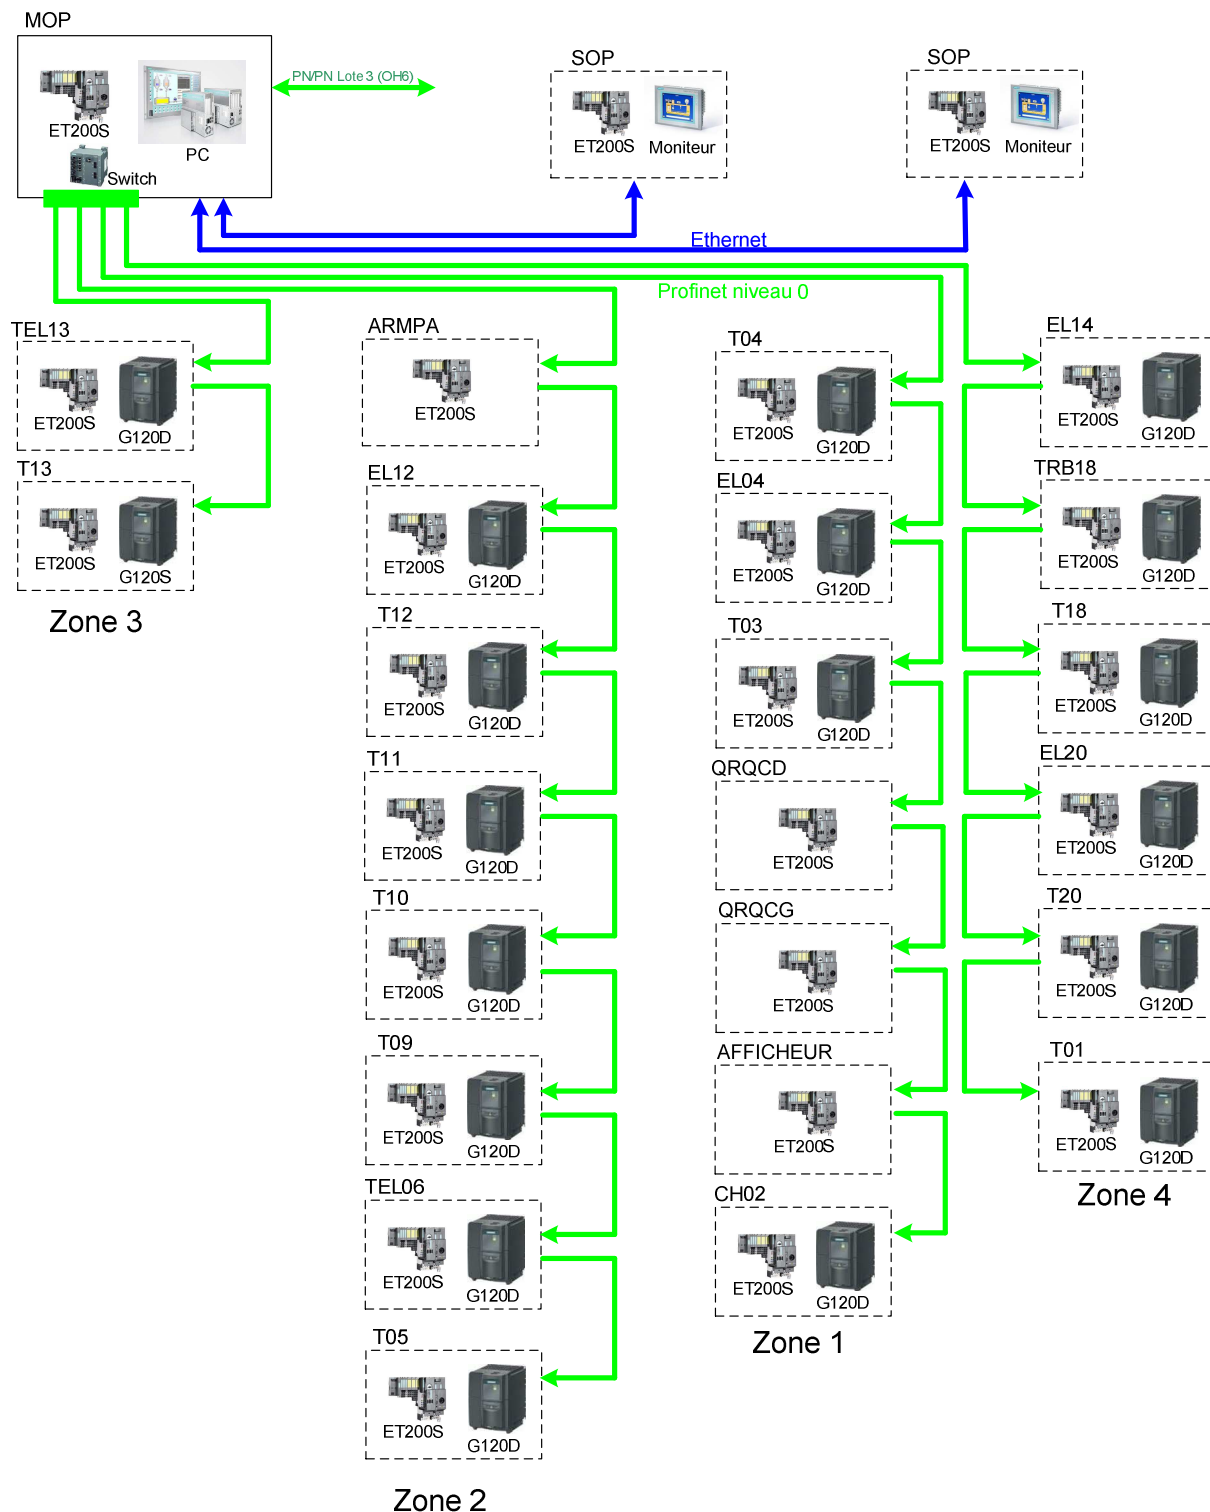 MOP
ET200S
PC
Switch
PN/PN Lote 3 (OH6)
SOP
ET200S
Moniteur
SOP
ET200S
Moniteur
Ethernet
Profinet niveau 0
TEL13
ET200S
G120D
T13
ET200S
G120S
Zone 3
ARMPA
ET200S
EL12
ET200S
G120D
T12
ET200S
G120D
T11
ET200S
G120D
T10
ET200S
G120D
T09
ET200S
G120D
TEL06
ET200S
G120D
T05
ET200S
G120D
Zone 2
T04
ET200S
G120D
EL04
ET200S
G120D
T03
ET200S
G120D
QRQCD
ET200S
QRQCG
ET200S
AFFICHEUR
ET200S
CH02
ET200S
G120D
Zone 1
EL14
ET200S
G120D
TRB18
ET200S
G120D
T18
ET200S
G120D
EL20
ET200S
G120D
T20
ET200S
G120D
T01
ET200S
G120D
Zone 4